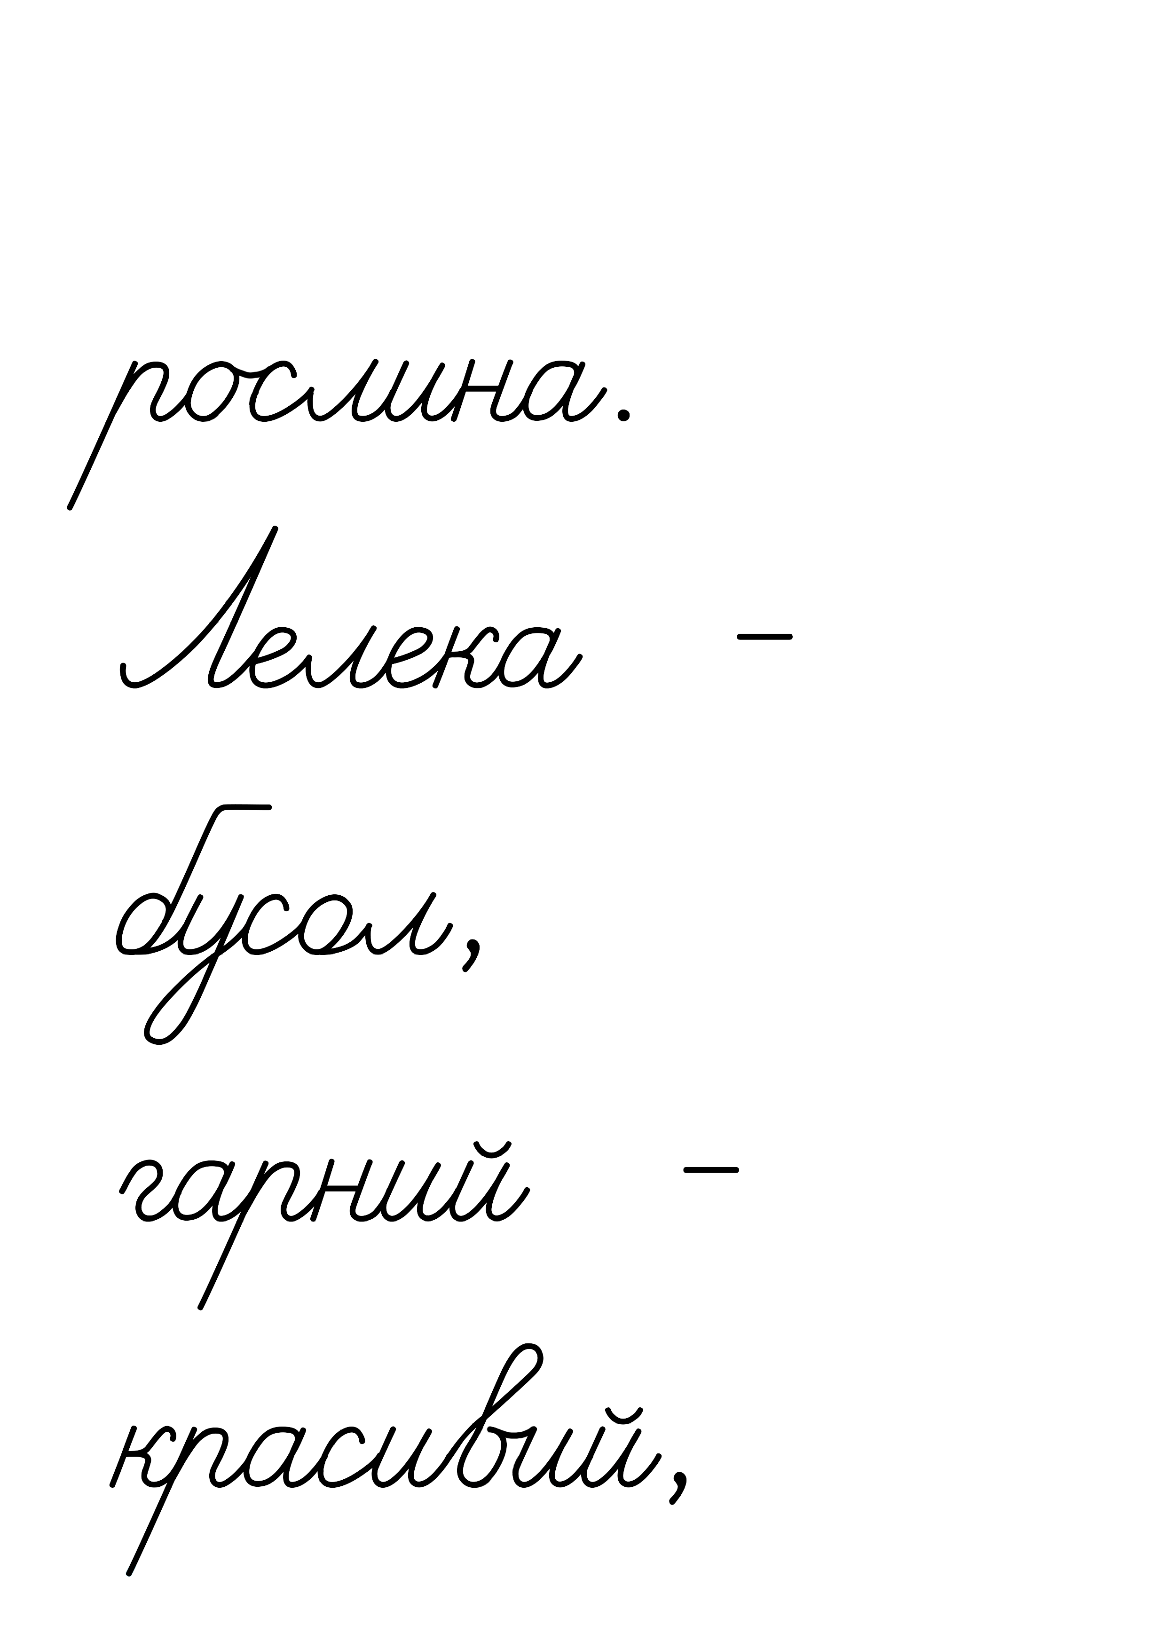 рослина.
Лелека –
бусол,
гарний –
красивий,